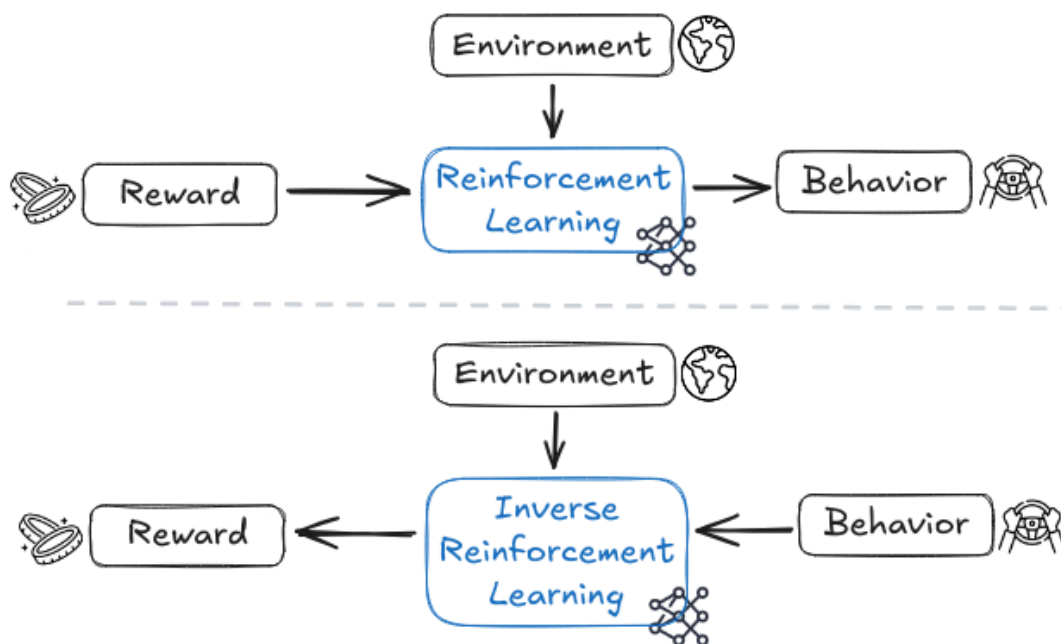 Environment
Reward
Reinforcement
Learning
Behavior
Environment
Reward
Inverse
Reinforcement
Learning
Behavior